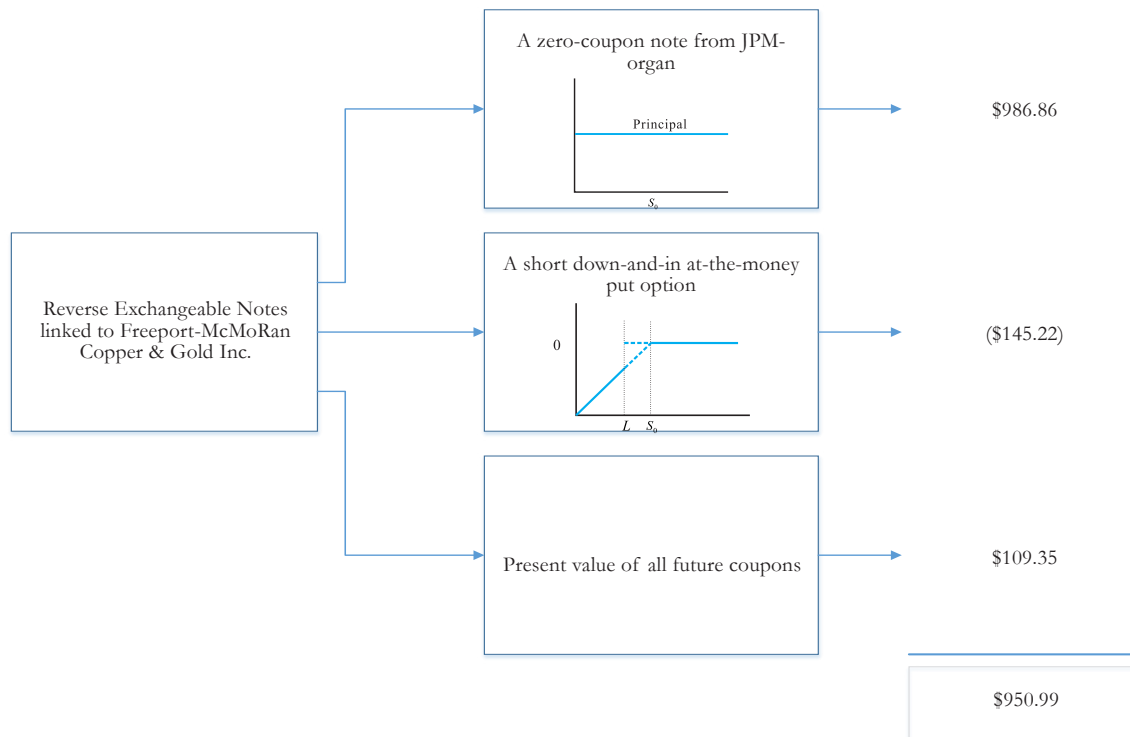 A zero-coupon note from JPM-
organ
Principal
S₀
$986.86
Reverse Exchangeable Notes
linked to Freeport-McMoRan
Copper & Gold Inc.
A short down-and-in at-the-money
put option
0
L S₀
($145.22)
Present value of all future coupons
$109.35
$950.99